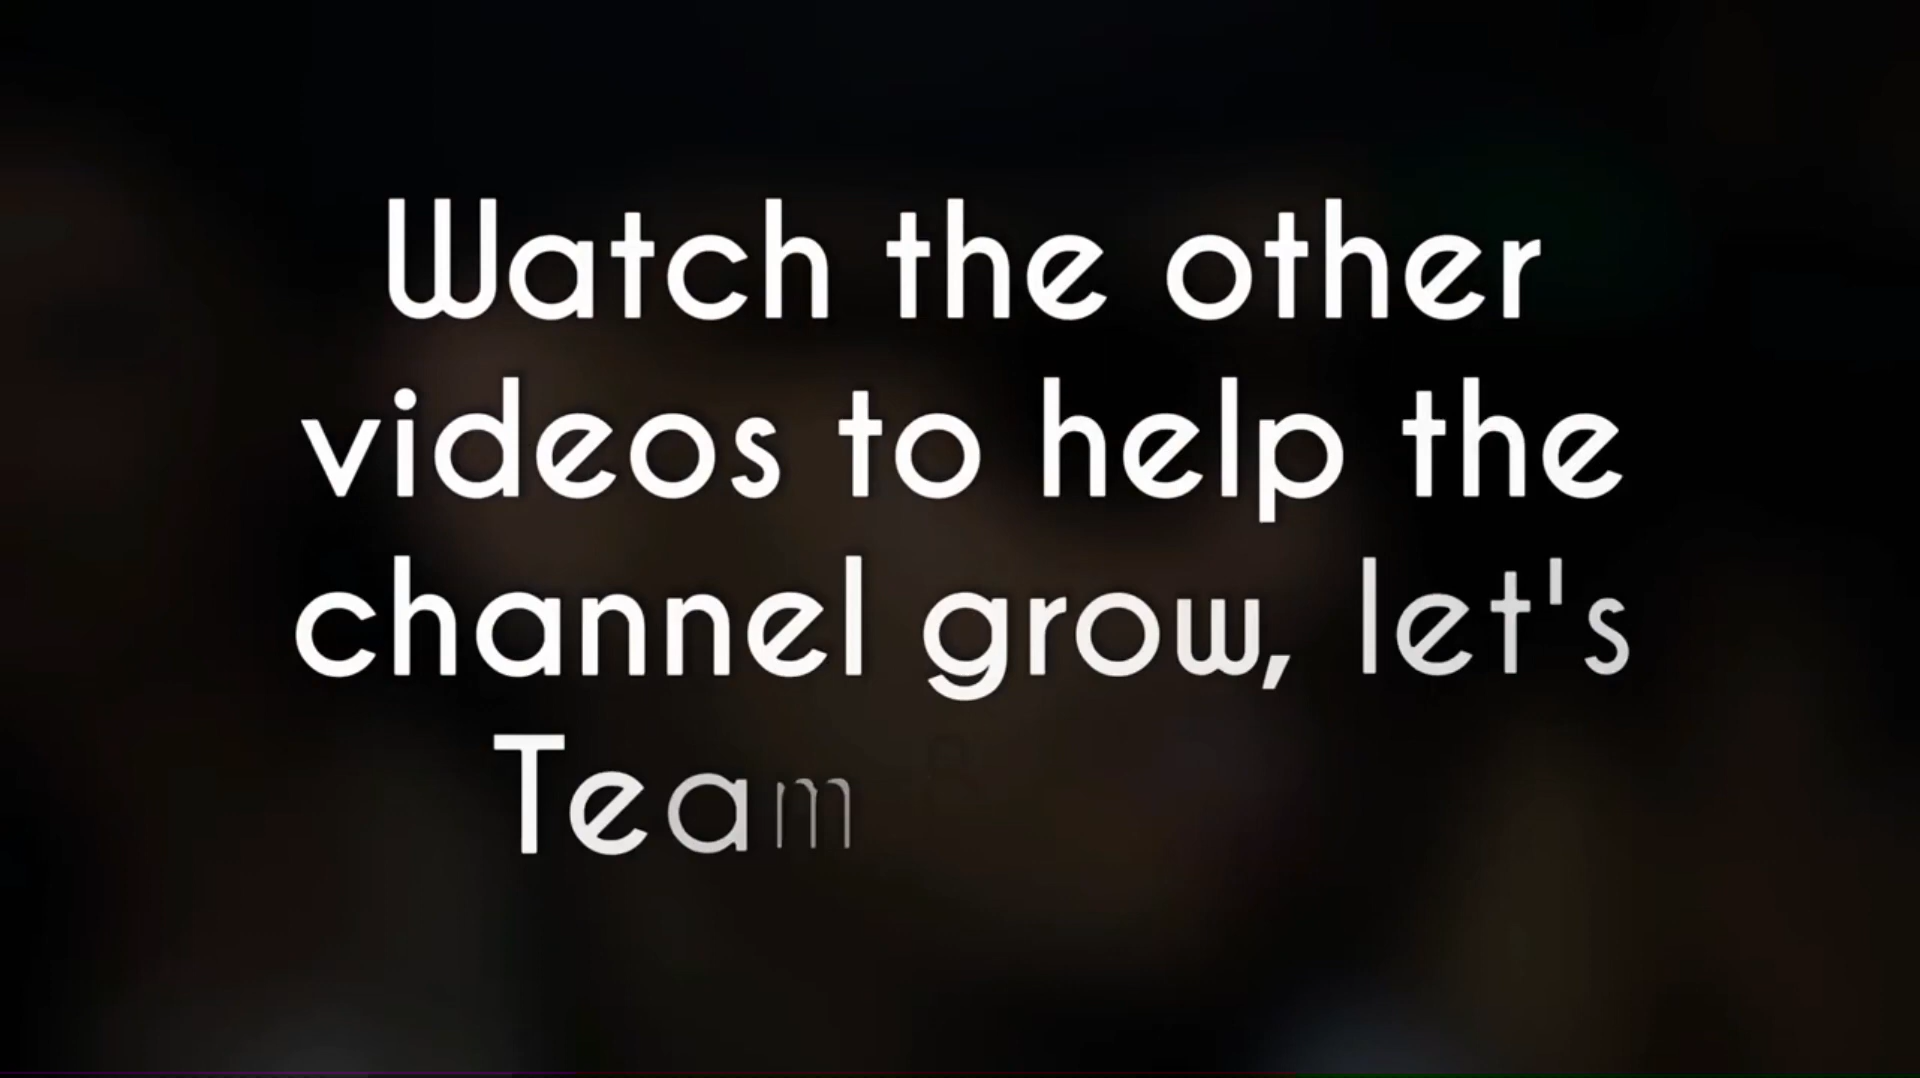 Watch the other
videos to help the
channel grow, let's
Team